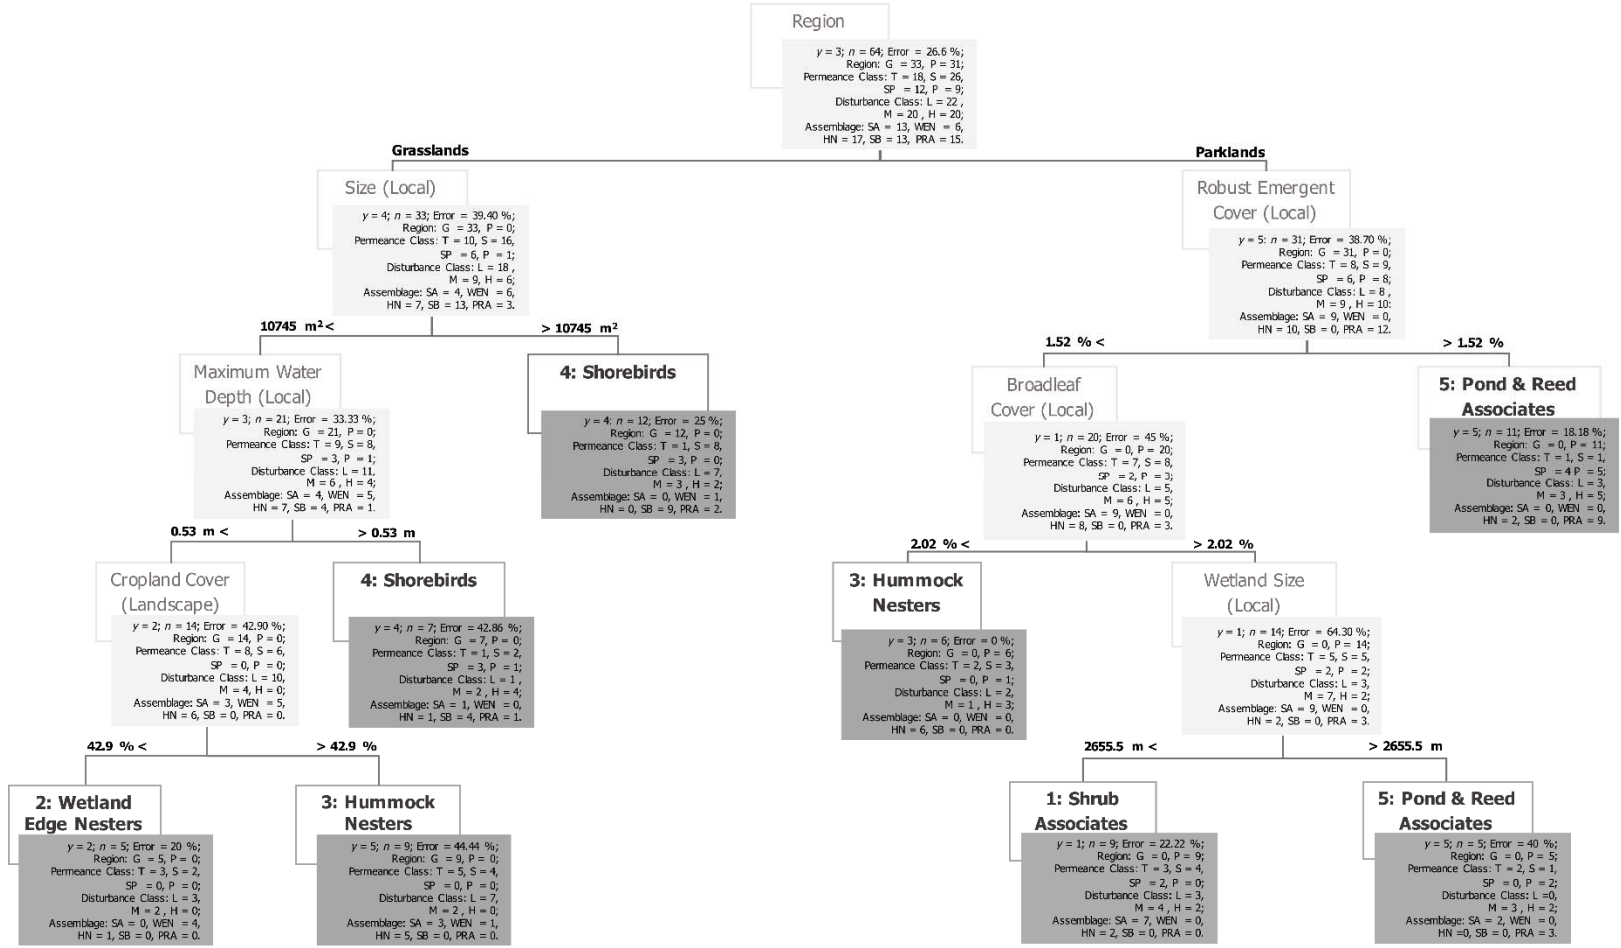 Region
y = 3; n = 64; Error = 26.6 %;
Region: G = 33, P = 31;
Permeance Class: T = 18, S = 26,
SP = 12, P = 9;
Disturbance Class: L = 22 ,
M = 20 , H = 20;
Assemblage: SA = 13, WEN = 6,
HN = 17, SB = 13, PRA = 15.
Grasslands
Parklands
Size (Local)
y = 4; n = 33; Error = 39.40 %;
Region: G = 33, P = 0;
Permeance Class: T = 10, S = 16,
SP = 6, P = 1;
Disturbance Class: L = 18 ,
M = 9, H = 6;
Assemblage: SA = 4, WEN = 6,
HN = 7, SB = 13, PRA = 3.
Robust Emergent
Cover (Local)
y = 5: n = 31; Error = 38.70 %;
Region: G = 31, P = 0;
Permeance Class: T = 8, S = 9,
SP = 6, P = 8;
Disturbance Class: L = 8 ,
M = 9 , H = 10:
Assemblage: SA = 9, WEN = 0,
HN = 10, SB = 0, PRA = 12.
10745 m² <
> 10745 m²
1.52 % <
> 1.52 %
Maximum Water
Depth (Local)
y = 3; n = 21; Error = 33.33 %;
Region: G = 21, P = 0;
Permeance Class: T = 9, S = 8,
SP = 3, P = 1;
Disturbance Class: L = 11,
M = 6 , H = 4;
Assemblage: SA = 4, WEN = 5,
HN = 7, SB = 4, PRA = 1.
4: Shorebirds
y = 4: n = 12; Error = 25 %;
Region: G = 12, P = 0;
Permeance Class: T = 1, S = 8,
SP = 3, P = 0;
Disturbance Class: L = 7,
M = 3 , H = 2;
Assemblage: SA = 0, WEN = 1,
HN = 0, SB = 9, PRA = 2.
Broadleaf
Cover (Local)
y = 1; n = 20; Error = 45 %;
Region: G = 0, P = 20;
Permeance Class: T = 7, S = 8,
SP = 2, P = 3;
Disturbance Class: L = 5,
M = 6 , H = 5;
Assemblage: SA = 9, WEN = 0,
HN = 8, SB = 0, PRA = 3.
5: Pond & Reed
Associates
y = 5; n = 11; Error = 18.18 %;
Region: G = 0, P = 11;
Permeance Class: T = 1, S = 1,
SP = 4 P = 5;
Disturbance Class: L = 3,
M = 3 , H = 5;
Assemblage: SA = 0, WEN = 0,
HN = 2, SB = 0, PRA = 9.
0.53 m <
> 0.53 m
2.02 % <
> 2.02 %
Cropland Cover
(Landscape)
y = 2; n = 14; Error = 42.90 %;
Region: G = 14, P = 0;
Permeance Class: T = 8, S = 6,
SP = 0, P = 0;
Disturbance Class: L = 10,
M = 4, H = 0;
Assemblage: SA = 3, WEN = 5,
HN = 6, SB = 0, PRA = 0.
4: Shorebirds
y = 4; n = 7; Error = 42.86 %;
Region: G = 7, P = 0;
Permeance Class: T = 1, S = 2,
SP = 3, P = 1;
Disturbance Class: L = 1 ,
M = 2 , H = 4;
Assemblage: SA = 1, WEN = 0,
HN = 1, SB = 4, PRA = 1.
3: Hummock
Nesters
y = 3; n = 6; Error = 0 %;
Region: G = 0, P = 6;
Permeance Class: T = 2, S = 3,
SP = 0, P = 1;
Disturbance Class: L = 2,
M = 1 , H = 3;
Assemblage: SA = 0, WEN = 0,
HN = 6, SB = 0, PRA = 0.
Wetland Size
(Local)
y = 1; n = 14; Error = 64.30 %;
Region: G = 0, P = 14;
Permeance Class: T = 5, S = 5,
SP = 2, P = 2;
Disturbance Class: L = 3,
M = 7, H = 2;
Assemblage: SA = 9, WEN = 0,
HN = 2, SB = 0, PRA = 3.
42.9 % <
> 42.9 %
2655.5 m <
> 2655.5 m
2: Wetland
Edge Nesters
y = 2; n = 5; Error = 20 %;
Region: G = 5, P = 0;
Permeance Class: T = 3, S = 2,
SP = 0, P = 0;
Disturbance Class: L = 3,
M = 2 , H = 0;
Assemblage: SA = 0, WEN = 4,
HN = 1, SB = 0, PRA = 0.
3: Hummock
Nesters
y = 5; n = 9; Error = 44.44 %;
Region: G = 9, P = 0;
Permeance Class: T = 5, S = 4,
SP = 0, P = 0;
Disturbance Class: L = 7,
M = 2 , H = 0;
Assemblage: SA = 3, WEN = 1,
HN = 5, SB = 0, PRA = 0.
1: Shrub
Associates
y = 1; n = 9; Error = 22.22 %;
Region: G = 0, P = 9;
Permeance Class: T = 3, S = 4,
SP = 2, P = 0;
Disturbance Class: L = 3,
M = 4 , H = 2;
Assemblage: SA = 7, WEN = 0,
HN = 2, SB = 0, PRA = 0.
5: Pond & Reed
Associates
y = 5; n = 5; Error = 40 %;
Region: G = 0, P = 5;
Permeance Class: T = 2, S = 1,
SP = 0, P = 2;
Disturbance Class: L =0,
M = 3 , H = 2;
Assemblage: SA = 2, WEN = 0,
HN =0, SB = 0, PRA = 3.